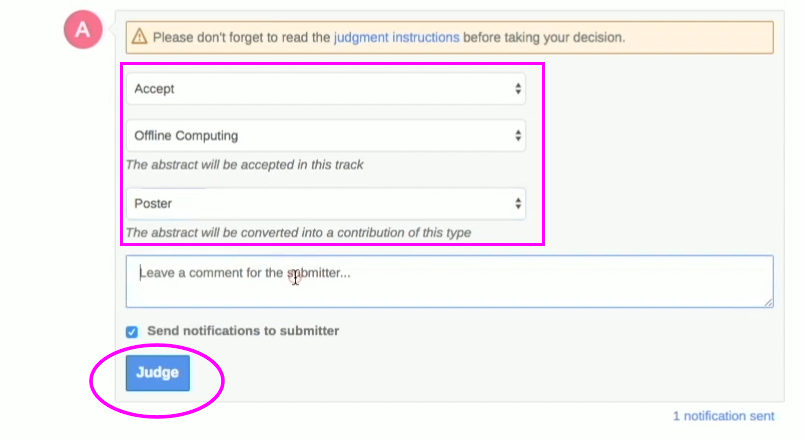 A
Please don't forget to read the judgment instructions before taking your decision.
Accept
Offline Computing
The abstract will be accepted in this track
Poster
The abstract will be converted into a contribution of this type
Leave a comment for the submitter...
Send notifications to submitter
Judge
1 notification sent